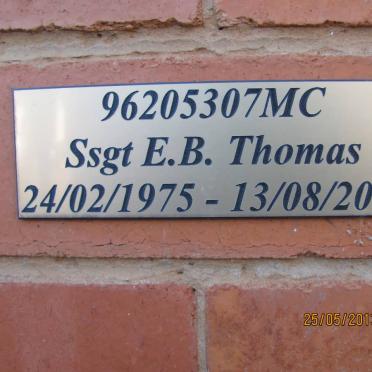 96205307MC
Ssgt E.B. Thomas
24/02/1975 - 13/08/20
25/05/201